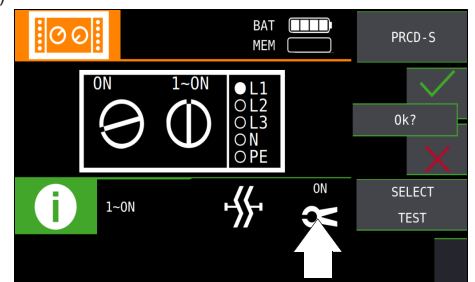 )
BAT
MEM
PRCD-S
ON 1~ON
L1
L2
L3
N
PE
Ok?
i
1~ON
ON
SELECT
TEST